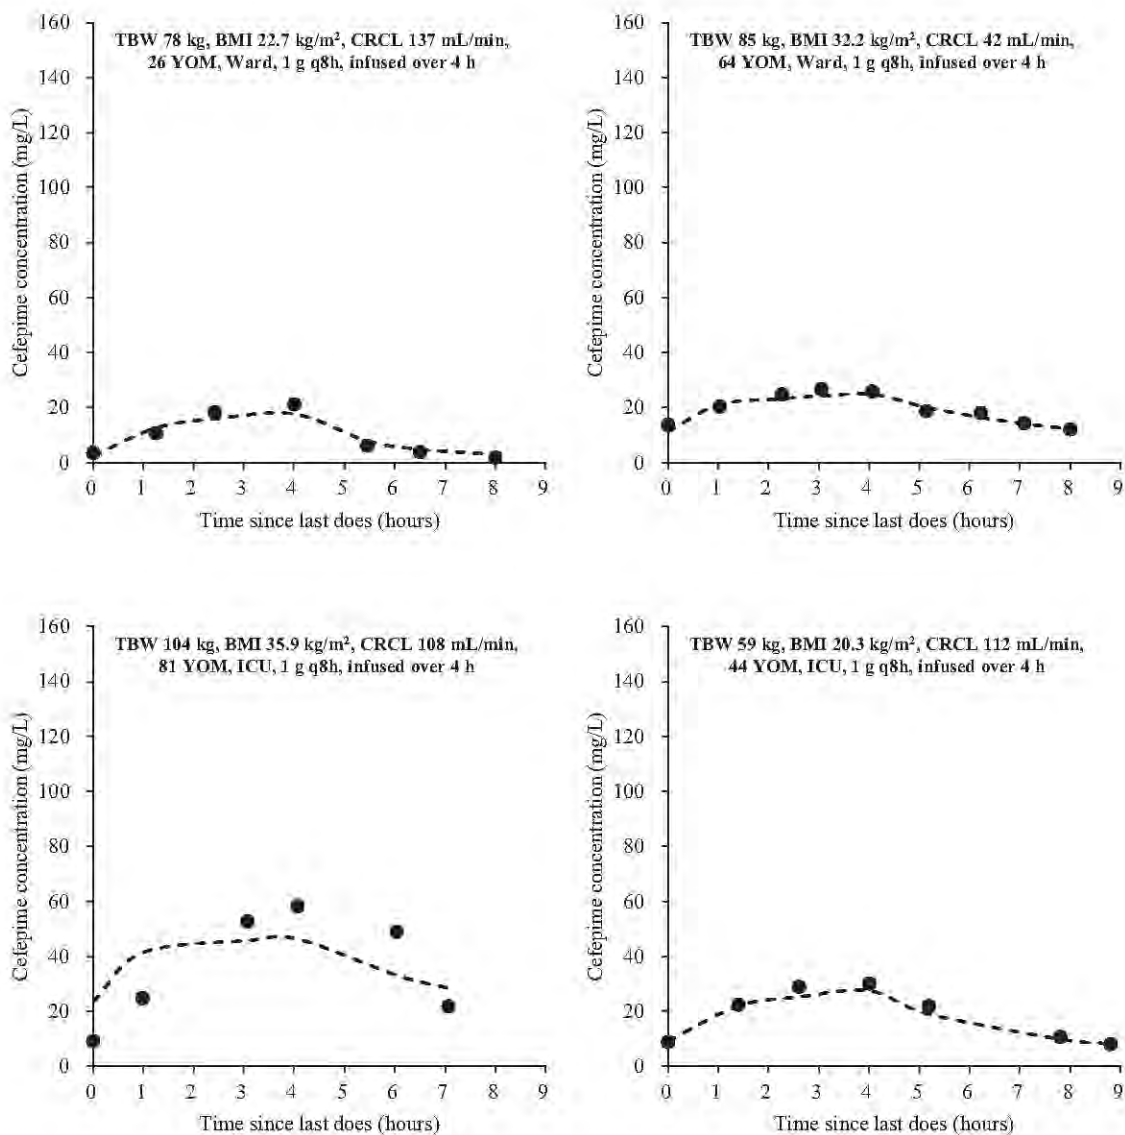 TBW 78 kg, BMI 22.7 kg/m², CRCL 137 mL/min,
26 YOM, Ward, 1 g q8h, infused over 4 h
Cefepime concentration (mg/L)
160
140
120
100
80
60
40
20
0
0 1 2 3 4 5 6 7 8 9
Time since last does (hours)
TBW 85 kg, BMI 32.2 kg/m², CRCL 42 mL/min,
64 YOM, Ward, 1 g q8h, infused over 4 h
Cefepime concentration (mg/L)
160
140
120
100
80
60
40
20
0
0 1 2 3 4 5 6 7 8 9
Time since last does (hours)
TBW 104 kg, BMI 35.9 kg/m², CRCL 108 mL/min,
81 YOM, ICU, 1 g q8h, infused over 4 h
Cefepime concentration (mg/L)
160
140
120
100
80
60
40
20
0
0 1 2 3 4 5 6 7 8 9
Time since last does (hours)
TBW 59 kg, BMI 20.3 kg/m², CRCL 112 mL/min,
44 YOM, ICU, 1 g q8h, infused over 4 h
Cefepime concentration (mg/L)
160
140
120
100
80
60
40
20
0
0 1 2 3 4 5 6 7 8 9
Time since last does (hours)